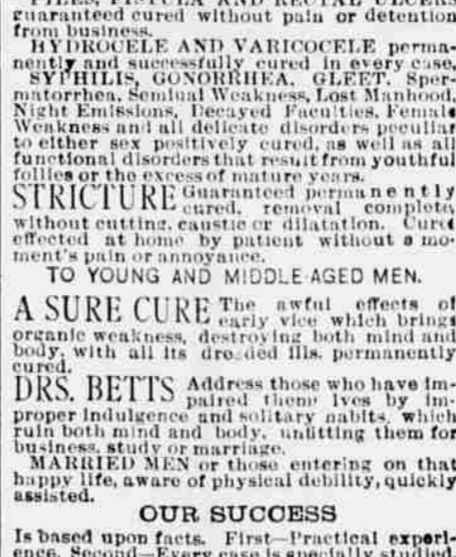 PILES, FISTULA AND RECTAL ULCERS
guaranteed cured without pain or detention
from business.
HYDROCELE AND VARICOCELE perma-
nently and successfully cured in every case,
SYPHILIS, GONORRHEA, GLEET, Sper-
matorrhea, Seminal Weakness, Lost Manhood,
Night Emissions, Decayed Faculties, Female
Weakness and all delicate disorders peculiar
to either sex positively cured, as well as all
functional disorders that result from youthful
follies or the excess of mature years.
STRICTURE Guaranteed permanently
cured, removal complete,
without cutting, caustic or dilatation. Cures
effected at home by patient without a mo-
ment's pain or annoyance.
TO YOUNG AND MIDDLE-AGED MEN.
A SURE CURE The awful effects of
early vice which brings
organic weakness, destroying both mind and
body, with all its dreaded ills, permanently
cured.
DRS. BETTS Address those who have im-
paired themselves by im-
proper indulgence and solitary habits, which
ruin both mind and body, unfitting them for
business, study or marriage.
MARRIED MEN or those entering on that
happy life, aware of physical debility, quickly
assisted.
OUR SUCCESS
Is based upon facts. First—Practical experi-
ence. Second—Every case is specially studied